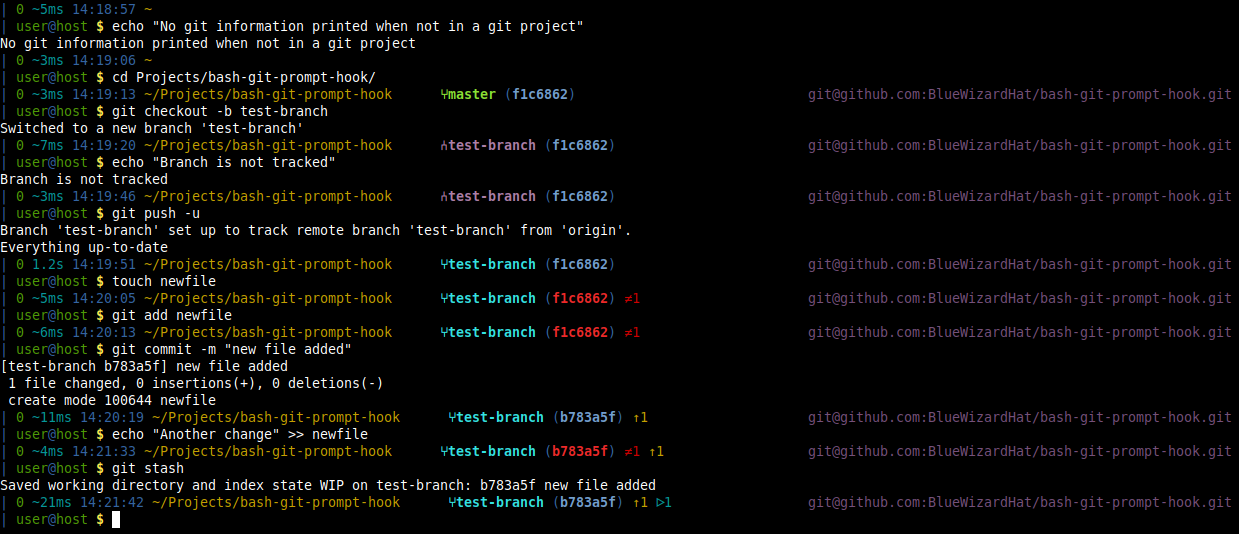 | 0 ~5ms 14:18:57 ~
| user@host $ echo "No git information printed when not in a git project"
No git information printed when not in a git project
| 0 ~3ms 14:19:06 ~
| user@host $ cd Projects/bash-git-prompt-hook/
| 0 ~3ms 14:19:13 ~/Projects/bash-git-prompt-hook ⑂master (f1c6862) git@github.com:BlueWizardHat/bash-git-prompt-hook.git
| user@host $ git checkout -b test-branch
Switched to a new branch 'test-branch'
| 0 ~7ms 14:19:20 ~/Projects/bash-git-prompt-hook ⑃test-branch (f1c6862) git@github.com:BlueWizardHat/bash-git-prompt-hook.git
| user@host $ echo "Branch is not tracked"
Branch is not tracked
| 0 ~3ms 14:19:46 ~/Projects/bash-git-prompt-hook ⑃test-branch (f1c6862) git@github.com:BlueWizardHat/bash-git-prompt-hook.git
| user@host $ git push -u
Branch 'test-branch' set up to track remote branch 'test-branch' from 'origin'.
Everything up-to-date
| 0 1.2s 14:19:51 ~/Projects/bash-git-prompt-hook ⑂test-branch (f1c6862) git@github.com:BlueWizardHat/bash-git-prompt-hook.git
| user@host $ touch newfile
| 0 ~5ms 14:20:05 ~/Projects/bash-git-prompt-hook ⑂test-branch (f1c6862) ≠1 git@github.com:BlueWizardHat/bash-git-prompt-hook.git
| user@host $ git add newfile
| 0 ~6ms 14:20:13 ~/Projects/bash-git-prompt-hook ⑂test-branch (f1c6862) ≠1 git@github.com:BlueWizardHat/bash-git-prompt-hook.git
| user@host $ git commit -m "new file added"
[test-branch b783a5f] new file added
 1 file changed, 0 insertions(+), 0 deletions(-)
 create mode 100644 newfile
| 0 ~11ms 14:20:19 ~/Projects/bash-git-prompt-hook ⑂test-branch (b783a5f) ↑1 git@github.com:BlueWizardHat/bash-git-prompt-hook.git
| user@host $ echo "Another change" >> newfile
| 0 ~4ms 14:21:33 ~/Projects/bash-git-prompt-hook ⑂test-branch (b783a5f) ≠1 ↑1 git@github.com:BlueWizardHat/bash-git-prompt-hook.git
| user@host $ git stash
Saved working directory and index state WIP on test-branch: b783a5f new file added
| 0 ~21ms 14:21:42 ~/Projects/bash-git-prompt-hook ⑂test-branch (b783a5f) ↑1 ▷1 git@github.com:BlueWizardHat/bash-git-prompt-hook.git
| user@host $